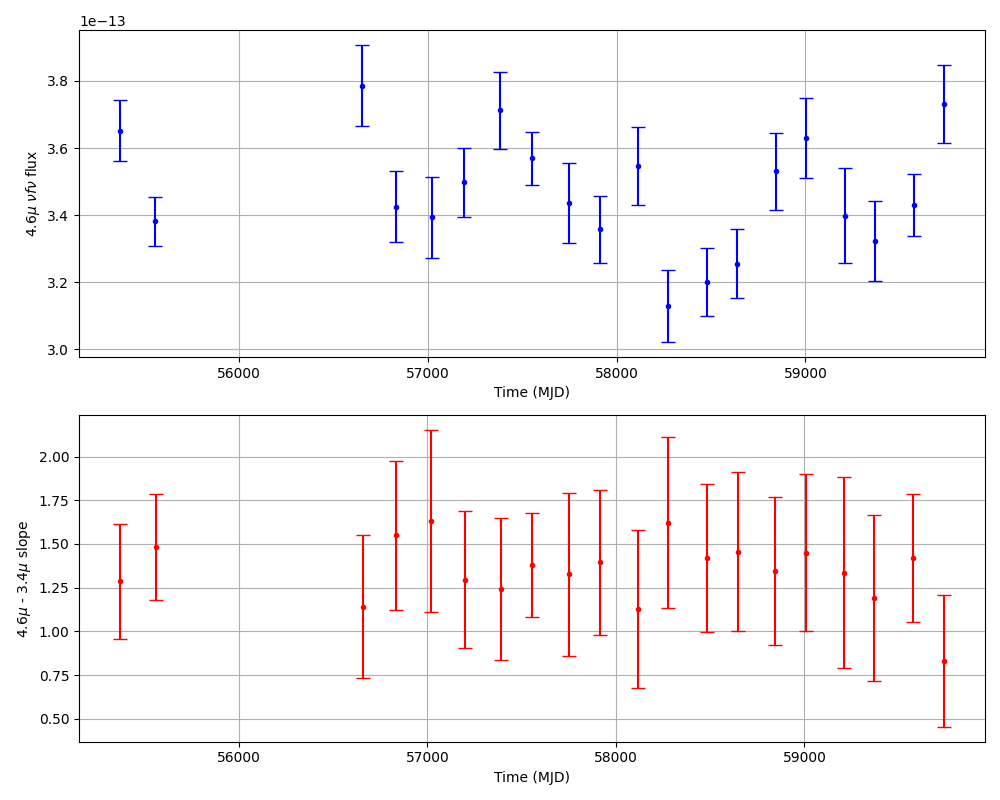 1e−13
3.8
3.6
3.4
3.2
3.0
4.6μ νfν flux
56000 57000 58000 59000
Time (MJD)
2.00
1.75
1.50
1.25
1.00
0.75
0.50
4.6μ - 3.4μ slope
56000 57000 58000 59000
Time (MJD)